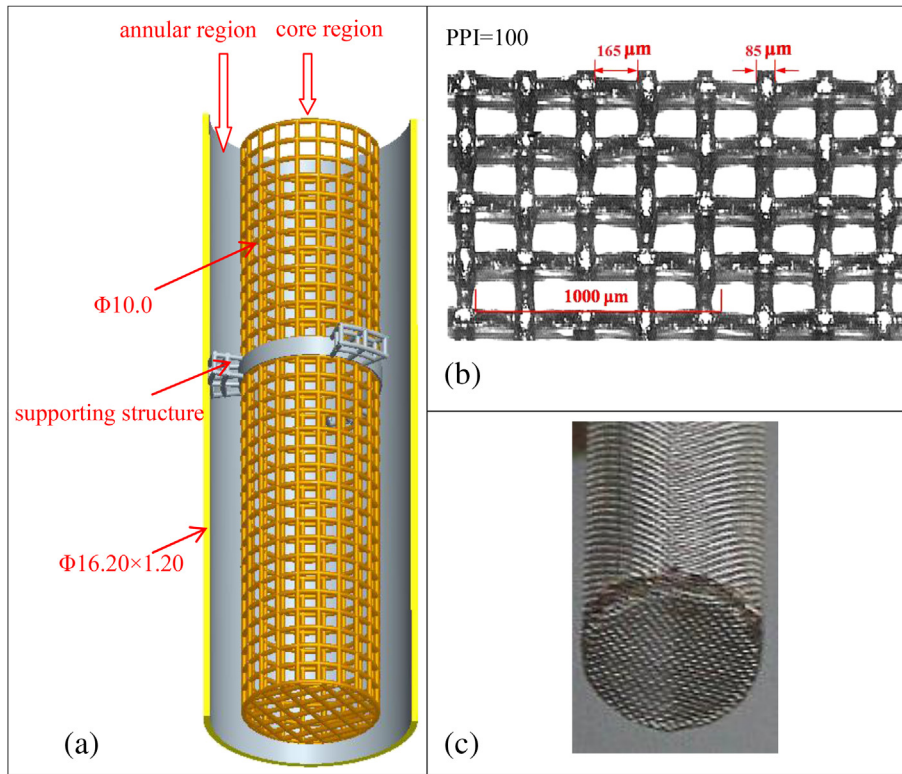 annular region
core region
Φ10.0
supporting structure
Φ16.20×1.20
(a)
PPI=100
165 μm
85 μm
1000 μm
(b)
(c)